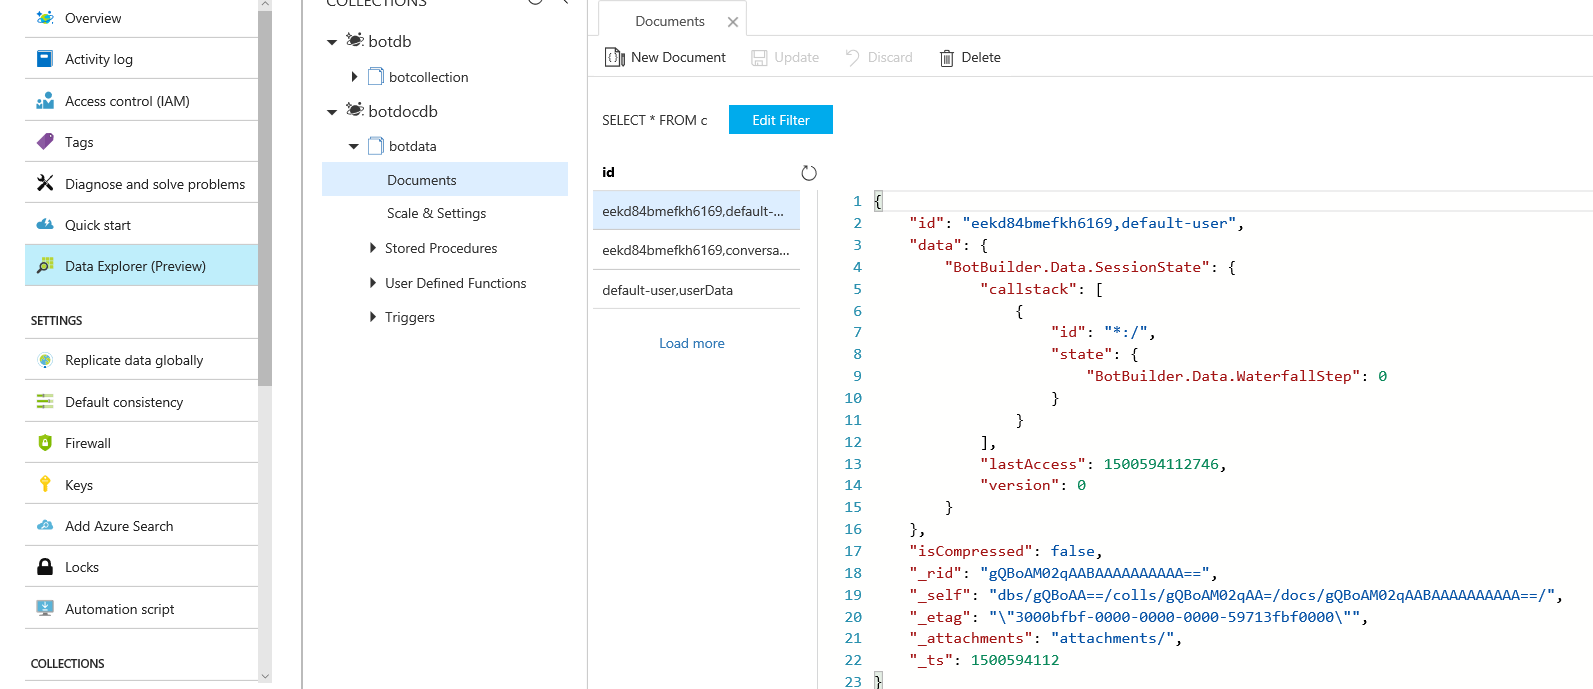 Overview
Activity log
Access control (IAM)
Tags
Diagnose and solve problems
Quick start
Data Explorer (Preview)
SETTINGS
Replicate data globally
Default consistency
Firewall
Keys
Add Azure Search
Locks
Automation script
COLLECTIONS
COLLECTIONS
botdb
botcollection
botdocdb
botdata
Documents
Scale & Settings
Stored Procedures
User Defined Functions
Triggers
Documents
New Document Update Discard Delete
SELECT * FROM c Edit Filter
id
eekd84bmefkh6169,default-...
eekd84bmefkh6169,conversa...
default-user,userData
Load more
1 {
2 "id": "eekd84bmefkh6169,default-user",
3 "data": {
4 "BotBuilder.Data.SessionState": {
5 "callstack": [
6 {
7 "id": "*:/",
8 "state": {
9 "BotBuilder.Data.WaterfallStep": 0
10 }
11 }
12 ],
13 "lastAccess": 1500594112746,
14 "version": 0
15 }
16 },
17 "isCompressed": false,
18 "_rid": "gQBoAM02qAABAAAAAAAAAA==",
19 "_self": "dbs/gQBoAA==/colls/gQBoAM02qAA=/docs/gQBoAM02qAABAAAAAAAAAA==/",
20 "_etag": "\"3000bfbf-0000-0000-0000-59713fbf0000\"",
21 "_attachments": "attachments/",
22 "_ts": 1500594112
23 }